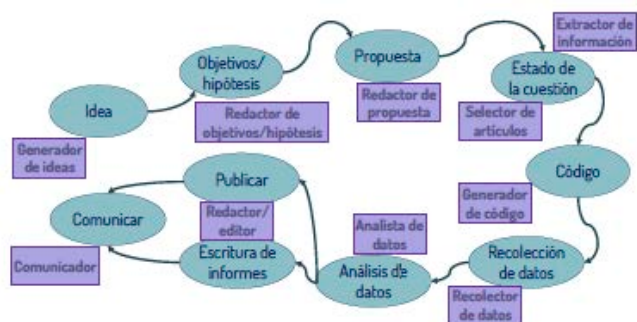 Idea
Generador
de ideas
Objetivos/
hipótesis
Redactor de
objetivos/hipótesis
Propuesta
Redactor de
propuesta
Extractor de
información
Estado de
la cuestión
Selector de
artículos
Código
Generador
de código
Recolección
de datos
Recolector
de datos
Analista de
datos
Análisis de
datos
Publicar
Redactor/
editor
Escritura de
informes
Comunicar
Comunicador